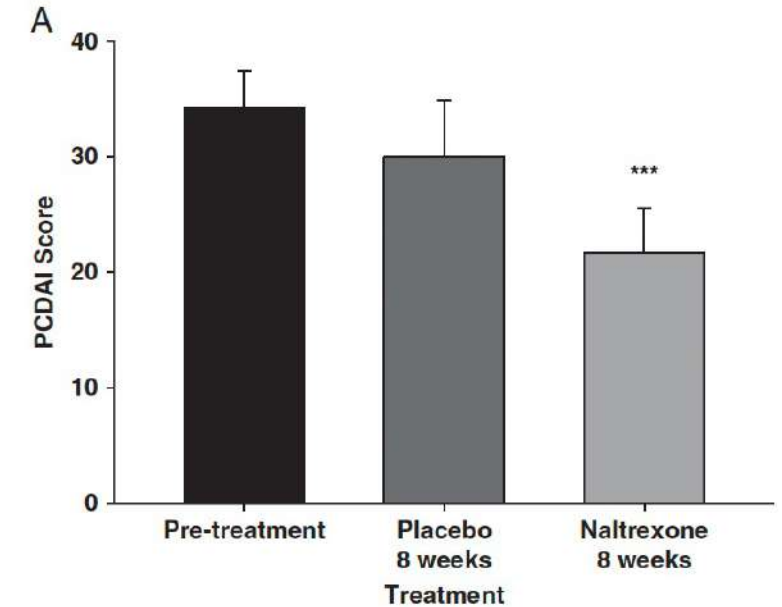 A
40
30
20
10
0
PCDAI Score
***
Pre-treatment
Placebo
8 weeks
Naltrexone
8 weeks
Treatment